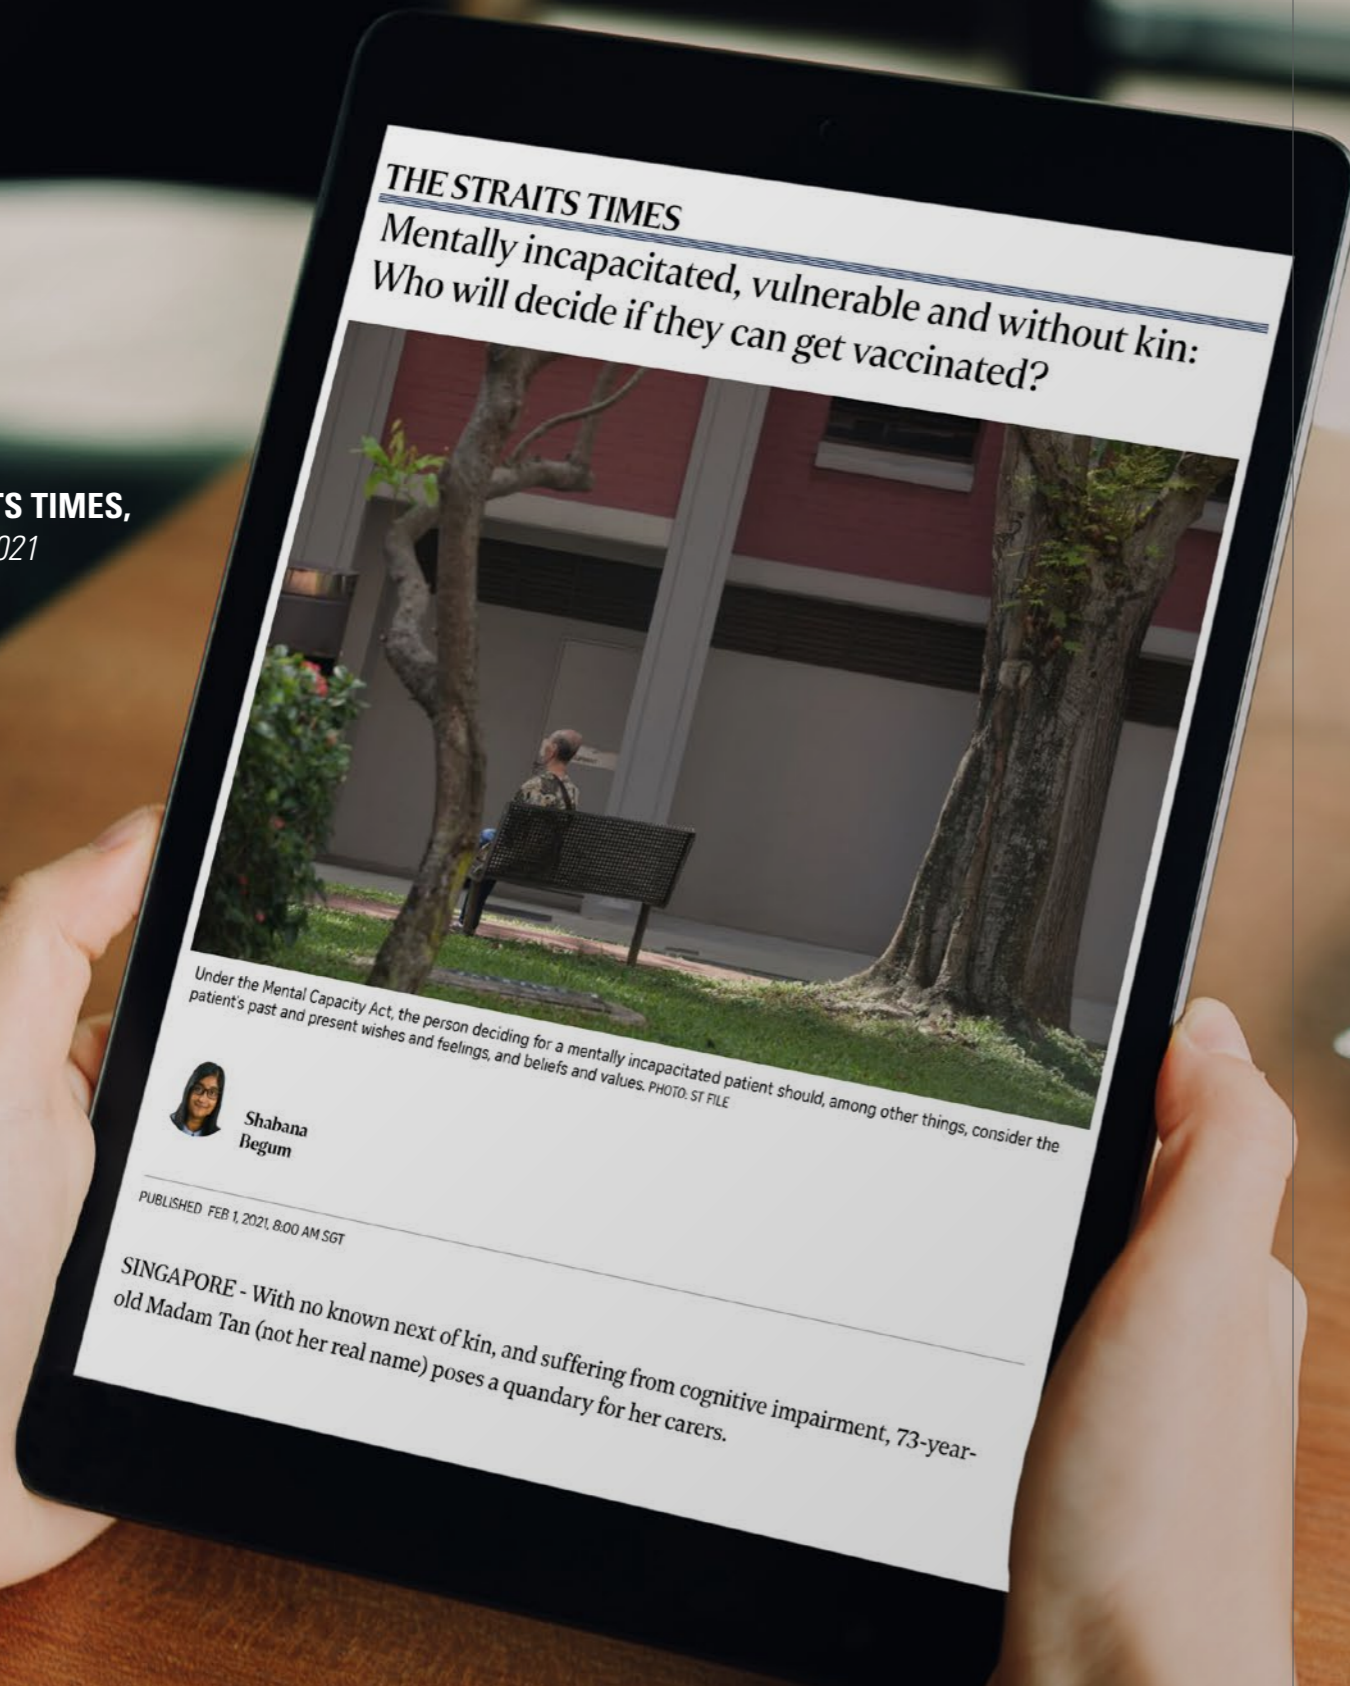 THE STRAITS TIMES
Mentally incapacitated, vulnerable and without kin:
Who will decide if they can get vaccinated?
TIMES,
Under the Mental Capacity Act, the person deciding for a mentally incapacitated patient should, among other things, consider the
patient's past and present wishes and feelings, and beliefs and values. PHOTO: ST FILE
Shabana
Begum
PUBLISHED FEB 1, 2021, 8:00 AM SGT
SINGAPORE - With no known next of kin, and suffering from cognitive impairment, 73-year-
old Madam Tan (not her real name) poses a quandary for her carers.